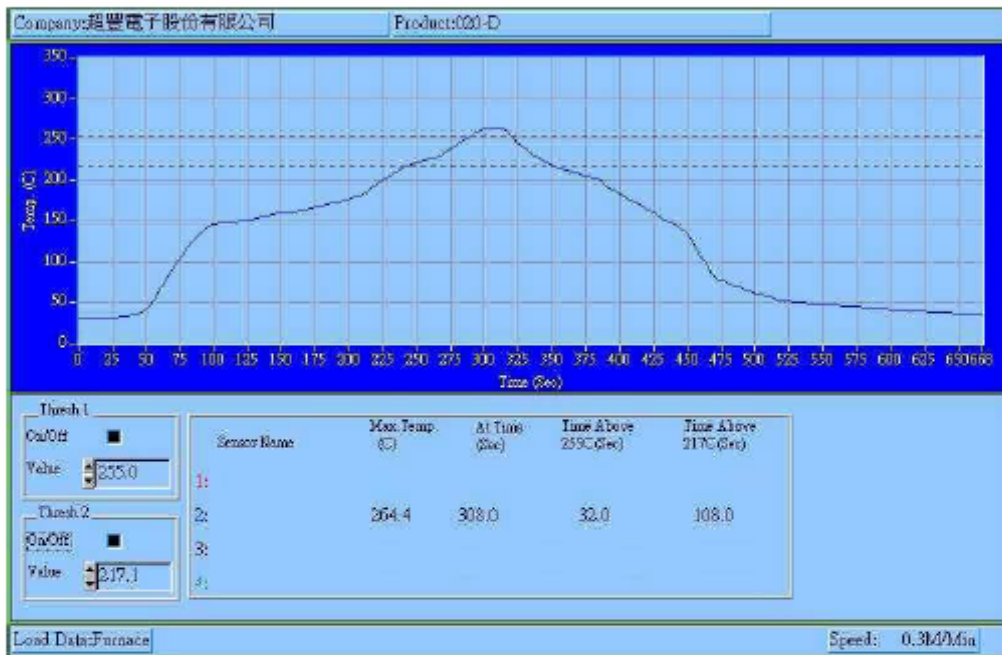 Company:超豐電子股份有限公司
Product:020-D
350
300
250
200
150
100
50
0
Temp. (C)
0 25 50 75 100 125 150 175 200 225 250 275 300 325 350 375 400 425 450 475 500 525 550 575 600 625 650 668
Time (Sec)
Thresh 1
On/Off
Value 255.0
Thresh 2
On/Off
Value 217.1
Sensor Name Max. Temp (C) At Time (Sec) Time Above 255C(Sec) Time Above 217C(Sec)
1:
2: 264.4 308.0 32.0 108.0
3:
4:
Load Data:Furnace
Speed: 0.3M/Min